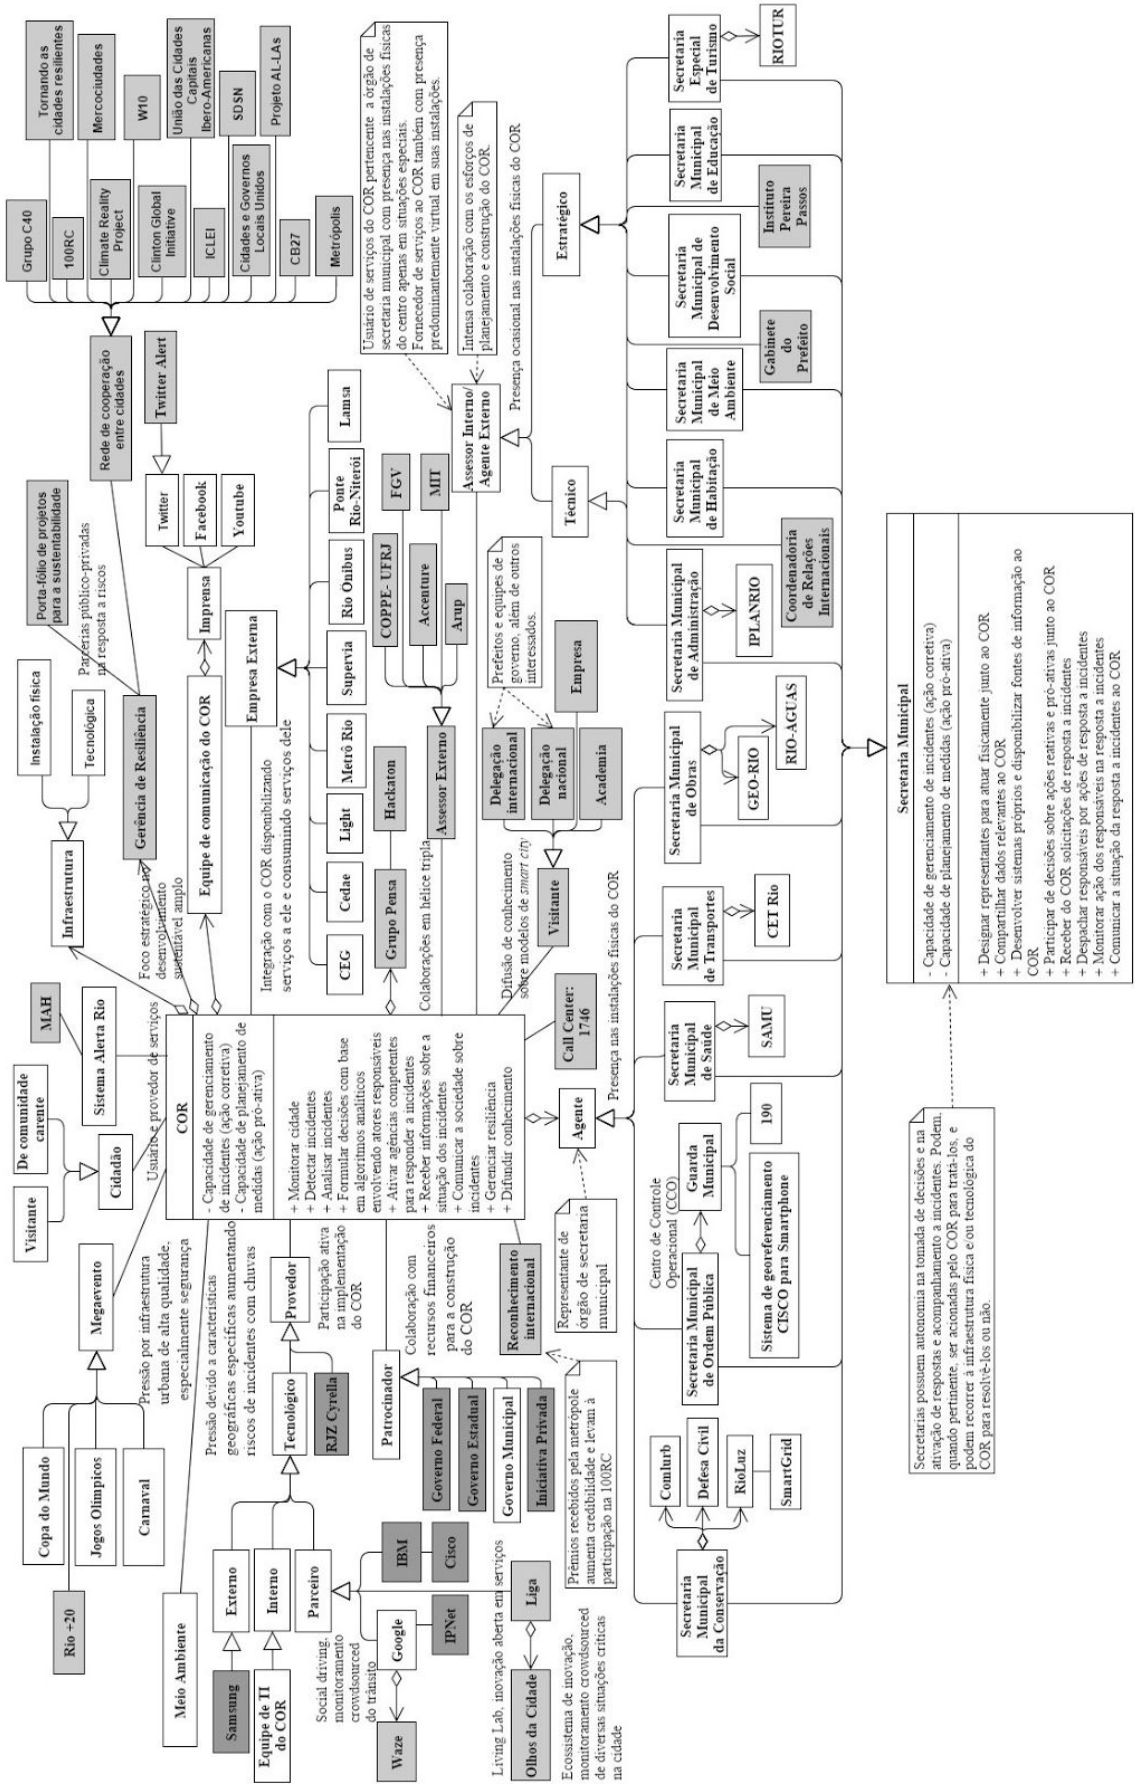 Copa do Mundo
Jogos Olímpicos
Carnaval
Rio +20
Megaevento
Meio Ambiente
Visitante
De comunidade
carente
Cidadão
MAH
Sistema Alerta Rio
Usuário e provedor de serviços
Pressão por infraestrutura
urbana de alta qualidade,
especialmente segurança
Pressão devido a características
geográficas específicas aumentando
riscos de incidentes com chuvas
Instalação física
Tecnológica
Infraestrutura
Porta-fólio de projetos
para a sustentabilidade
Parcerias público-privadas
na resposta a riscos
Gerência de Resiliência
Foco estratégico no
desenvolvimento
sustentável amplo
Grupo C40
Tornando as
cidades resilientes
100RC
Mercociudades
Climate Reality
Project
W10
Clinton Global
Initiative
União das Cidades
Capitais
Ibero-Americanas
ICLEI
SDSN
Cidades e Governos
Locais Unidos
Projeto AL-LAs
CB27
Metrópolis
Rede de cooperação
entre cidades
Twitter Alert
Twitter
Facebook
Youtube
Imprensa
Equipe de comunicação do COR
COR
- Capacidade de gerenciamento
de incidentes (ação corretiva)
- Capacidade de planejamento de
medidas (ação pró-ativa)
+ Monitorar cidade
+ Detectar incidentes
+ Analisar incidentes
+ Formular decisões com base
em algoritmos analíticos
envolvendo atores responsáveis
+ Ativar agências competentes
para responder a incidentes
+ Receber informações sobre a
situação dos incidentes
+ Comunicar a sociedade sobre
incidentes
+ Gerenciar resiliência
+ Difundir conhecimento
Empresa Externa
Integração com o COR disponibilizando
serviços a ele e consumindo serviços dele
CEG
Cedae
Light
Metrô Rio
Supervia
Rio Ônibus
Ponte
Rio-Niterói
Lamsa
Samsung
Externo
Equipe de TI
do COR
Interno
Parceiro
Tecnológico
RJZ Cyrella
Provedor
Participação ativa
na implementação
do COR
Social driving,
monitoramento
crowdsourced
do trânsito
Waze
Google
IBM
IPNet
Cisco
Living Lab, inovação aberta em serviços
Olhos da Cidade
Liga
Ecossistema de inovação,
monitoramento crowdsourced
de diversas situações críticas
na cidade
Patrocinador
Colaboração com
recursos financeiros
para a construção
do COR
Governo Federal
Governo Estadual
Governo Municipal
Iniciativa Privada
Reconhecimento
internacional
Prêmios recebidos pela metrópole
aumenta credibilidade e levam à
participação na 100RC
Grupo Pensa
Hackaton
Colaborações em hélice tripla
Assessor Externo
COPPE- UFRJ
FGV
Accenture
MIT
Arup
Difusão de conhecimento
sobre modelos de smart city
Visitante
Delegação
internacional
Delegação
nacional
Empresa
Academia
Prefeitos e equipes de
governo, além de outros
interessados.
Call Center:
1746
Usuário de serviços do COR pertencente a órgão de
secretaria municipal com presença nas instalações físicas
do centro apenas em situações especiais.
Fornecedor de serviços ao COR também com presença
predominantemente virtual em suas instalações.
Intensa colaboração com os esforços de
planejamento e construção do COR.
Assessor Interno/
Agente Externo
Presença ocasional nas instalações físicas do COR
Técnico
Estratégico
Agente
Representante de
órgão de secretaria
municipal
Presença nas instalações físicas do COR
Comlurb
Defesa Civil
RioLuz
SmartGrid
Secretaria
Municipal
da Conservação
Centro de Controle
Operacional (CCO)
Secretaria Municipal
de Ordem Pública
Guarda
Municipal
190
Sistema de georeferenciamento
CISCO para Smartphone
Secretaria
Municipal
de Saúde
SAMU
Secretaria
Municipal
de Transportes
CET Rio
Secretaria Municipal
de Obras
GEO-RIO
RIO-AGUAS
Secretaria Municipal
de Administração
IPLANRIO
Coordenadoria
de Relações
Internacionais
Secretaria
Municipal
de Habitação
Secretaria
Municipal
de Meio
Ambiente
Gabinete
do
Prefeito
Secretaria
Municipal de
Desenvolvimento
Social
Instituto
Pereira
Passos
Secretaria
Municipal
de Educação
Secretaria
Especial
de Turismo
RIOTUR
Secretarias possuem autonomia na tomada de decisões e na
ativação de respostas e acompanhamento a incidentes. Podem,
quando pertinente, ser acionadas pelo COR para tratá-los, e
podem recorrer à infraestrutura física e/ou tecnológica do
COR para resolvê-los ou não.
Secretaria Municipal
- Capacidade de gerenciamento de incidentes (ação corretiva)
- Capacidade de planejamento de medidas (ação pró-ativa)
+ Designar representantes para atuar fisicamente junto ao COR
+ Compartilhar dados relevantes ao COR
+ Desenvolver sistemas próprios e disponibilizar fontes de informação ao
COR
+ Participar de decisões sobre ações reativas e pró-ativas junto ao COR
+ Receber do COR solicitações de resposta a incidentes
+ Despachar responsáveis por ações de resposta a incidentes
+ Monitorar ação dos responsáveis na resposta a incidentes
+ Comunicar a situação da resposta a incidentes ao COR